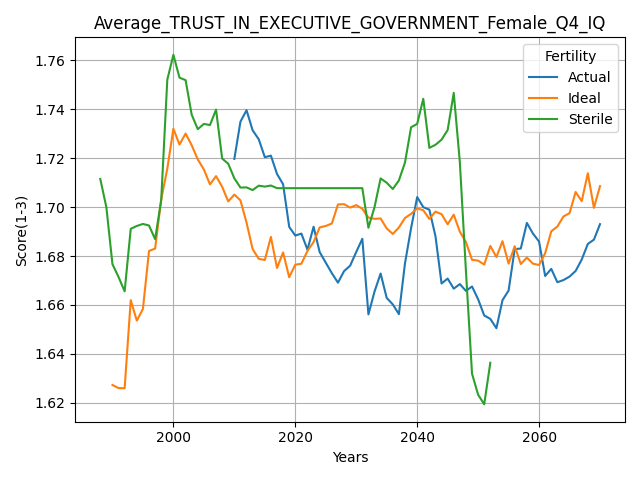 Average_TRUST_IN_EXECUTIVE_GOVERNMENT_Female_Q4_IQ
Fertility
Actual
Ideal
Sterile
Score(1-3)
1.76
1.74
1.72
1.70
1.68
1.66
1.64
1.62
2000 2020 2040 2060
Years